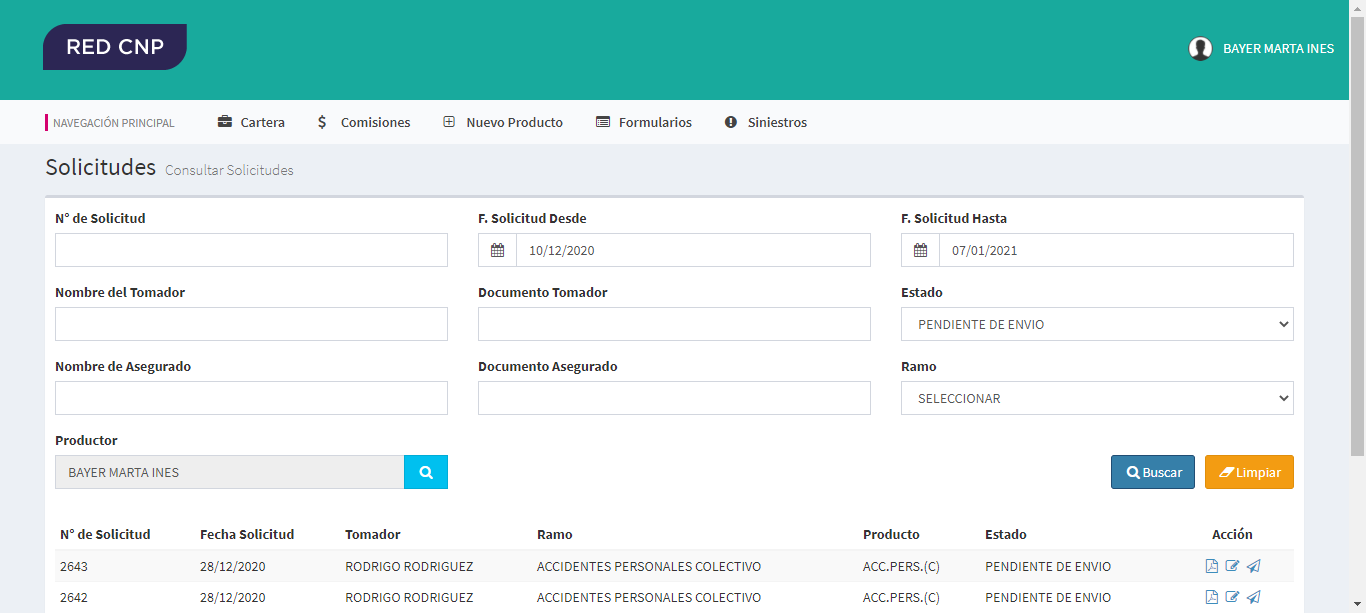 RED CNP
BAYER MARTA INES
NAVEGACIÓN PRINCIPAL Cartera Comisiones Nuevo Producto Formularios Siniestros
Solicitudes Consultar Solicitudes
N° de Solicitud F. Solicitud Desde F. Solicitud Hasta
10/12/2020 07/01/2021
Nombre del Tomador Documento Tomador Estado
PENDIENTE DE ENVIO
Nombre de Asegurado Documento Asegurado Ramo
SELECCIONAR
Productor
BAYER MARTA INES Buscar Limpiar
N° de Solicitud Fecha Solicitud Tomador Ramo Producto Estado Acción
2643 28/12/2020 RODRIGO RODRIGUEZ ACCIDENTES PERSONALES COLECTIVO ACC.PERS.(C) PENDIENTE DE ENVIO
2642 28/12/2020 RODRIGO RODRIGUEZ ACCIDENTES PERSONALES COLECTIVO ACC.PERS.(C) PENDIENTE DE ENVIO